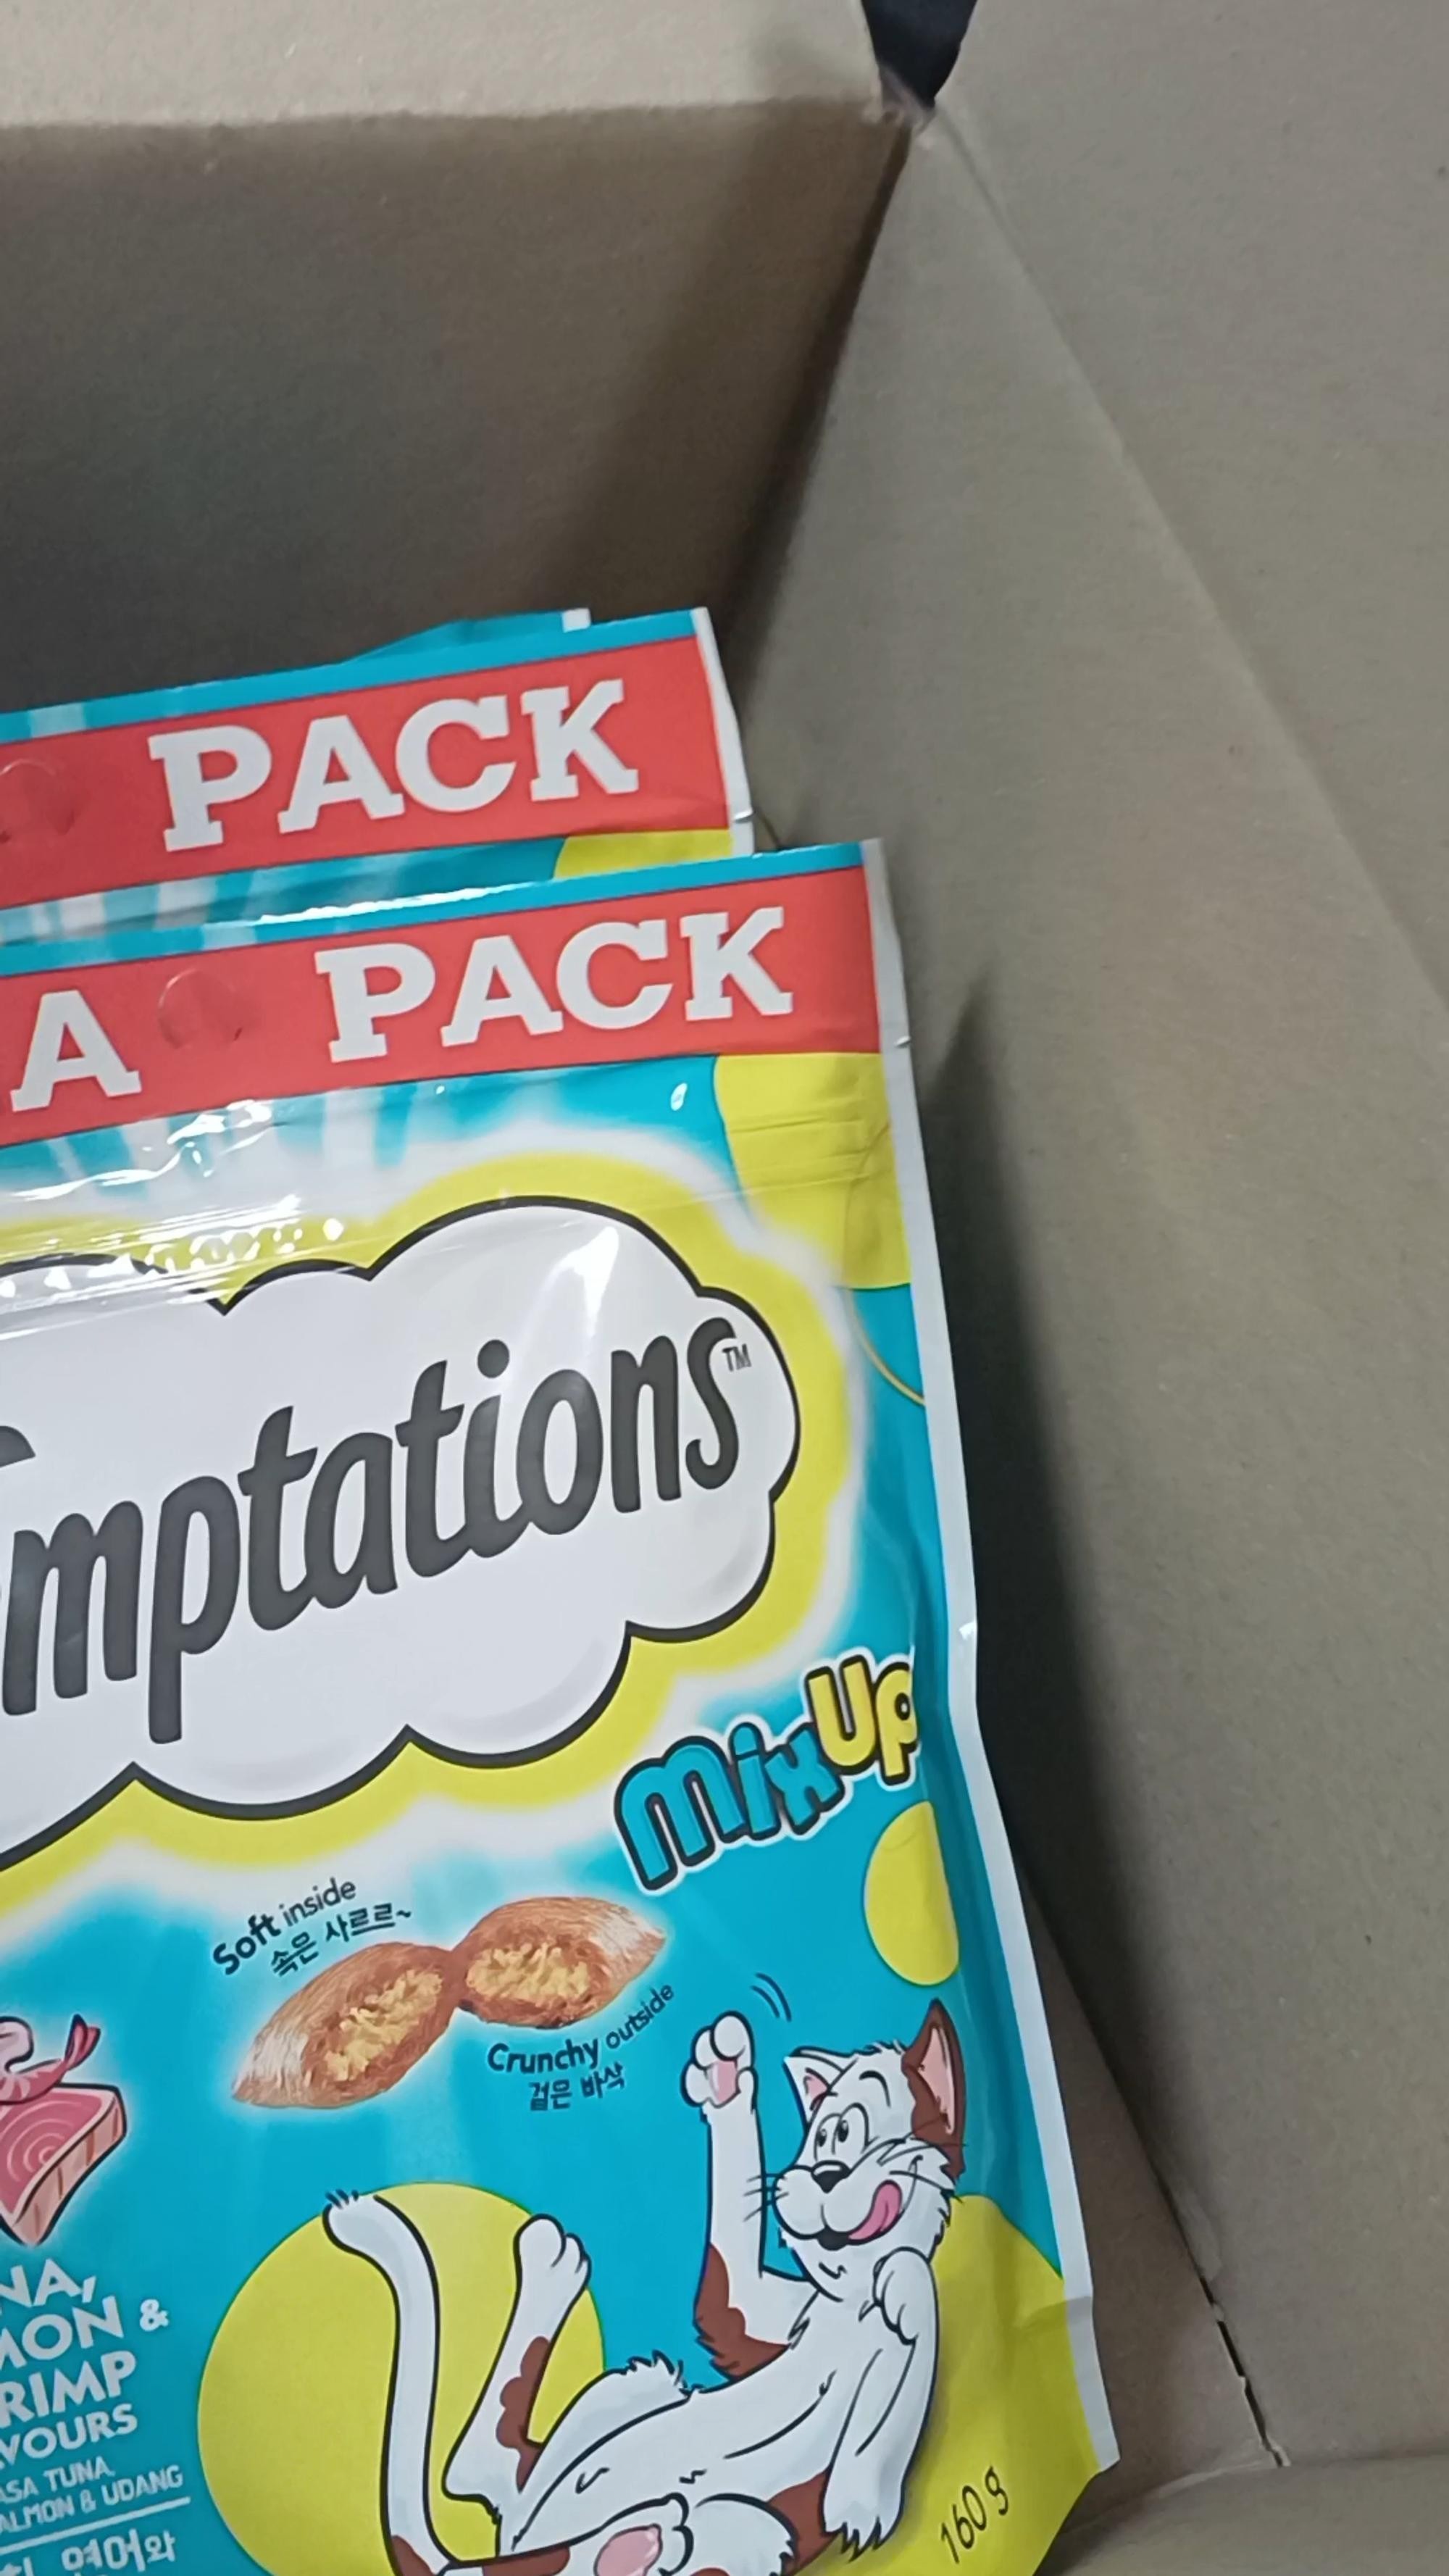 PACK
A PACK
mptations™
mixUp
Soft inside
속은 사르르~
Crunchy outside
겉은 바삭
NA,
MON &
RIMP
VOURS
ASA TUNA,
ALMON & UDANG
연어와
160 g